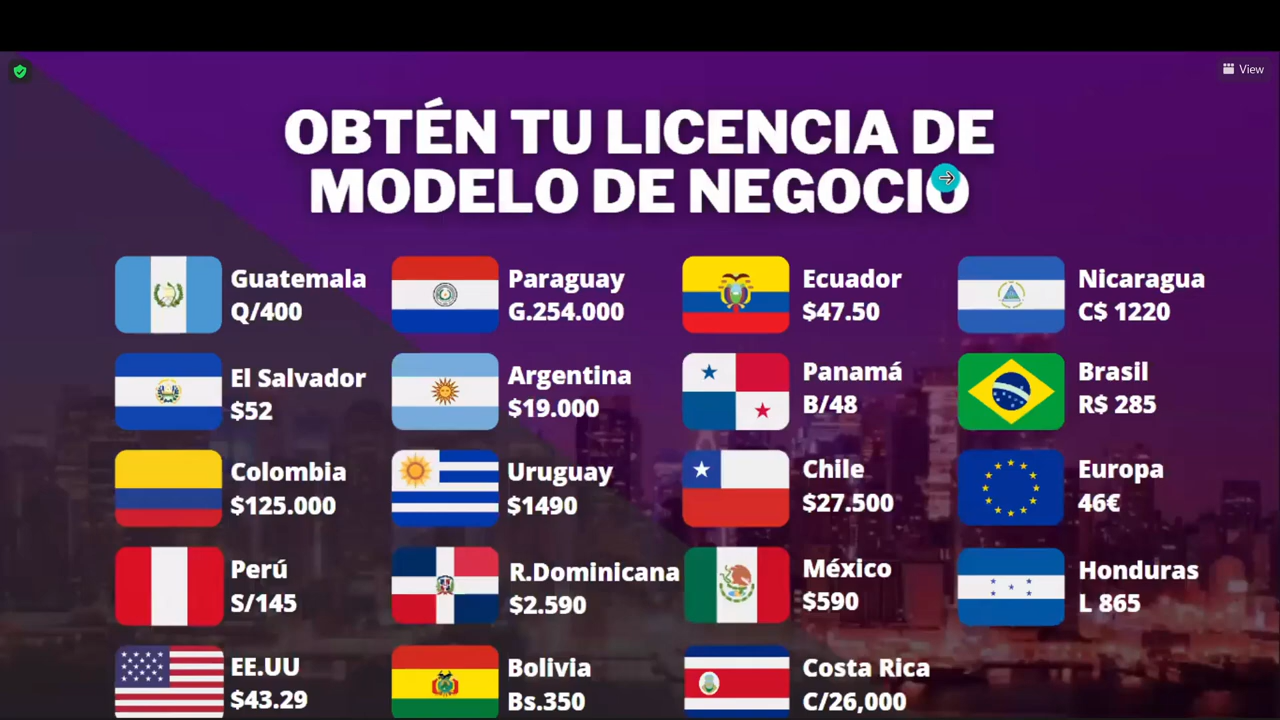 View
OBTÉN TU LICENCIA DE
MODELO DE NEGOCIO
Guatemala
Q/400
Paraguay
G.254.000
Ecuador
$47.50
Nicaragua
C$ 1220
El Salvador
$52
Argentina
$19.000
Panamá
B/48
Brasil
R$ 285
Colombia
$125.000
Uruguay
$1490
Chile
$27.500
Europa
46€
Perú
S/145
R.Dominicana
$2.590
México
$590
Honduras
L 865
EE.UU
$43.29
Bolivia
Bs.350
Costa Rica
C/26,000